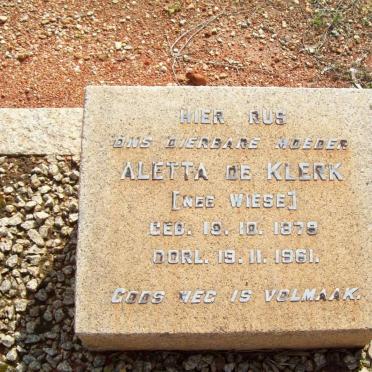 HIER RUS
ONS DIERBARE MOEDER
ALETTA DE KLERK
[NEE WIESE]
GEB. 19.10.1879
OORL. 19.11.1961.
GODS WEG IS VOLMAAK.